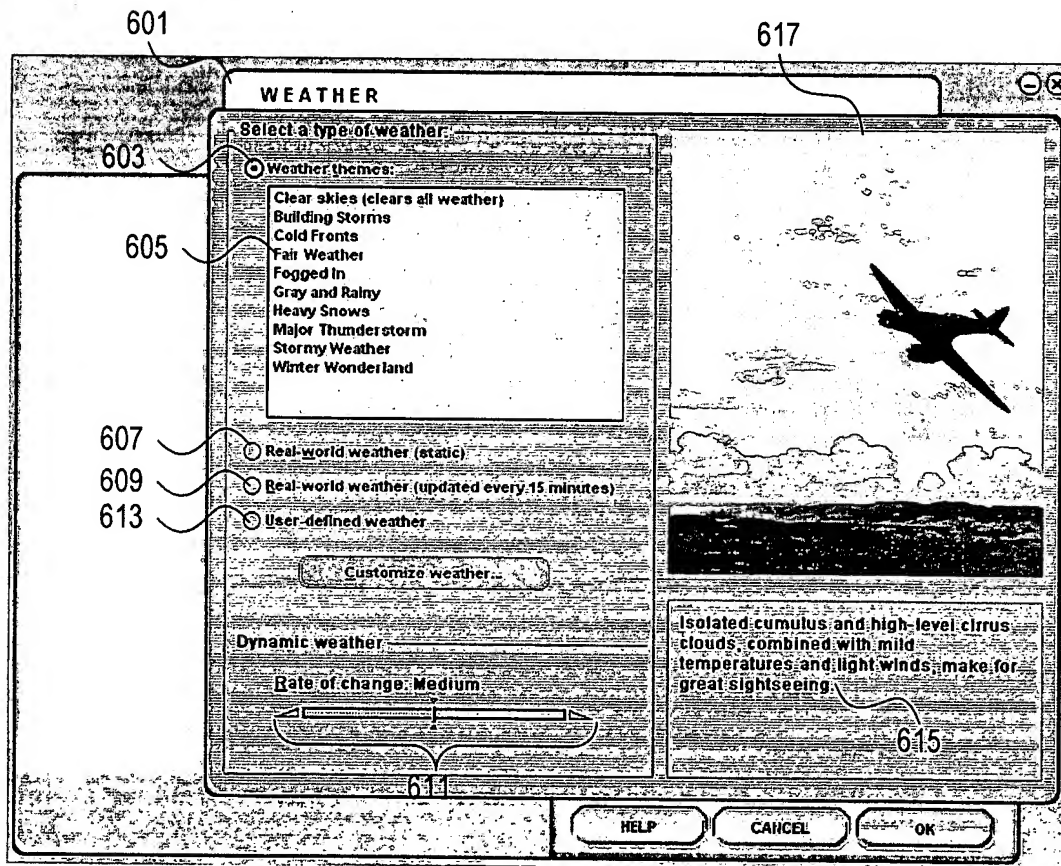 601
617
WEATHER
Select a type of weather:
603
Weather themes:
Clear skies (clears all weather)
Building Storms
Cold Fronts
605
Fair Weather
Fogged In
Gray and Rainy
Heavy Snows
Major Thunderstorm
Stormy Weather
Winter Wonderland
607
Real-world weather (static)
609
Real-world weather (updated every 15 minutes)
613
User-defined weather
Customize weather...
Dynamic weather
Rate of change: Medium
611
Isolated cumulus and high-level cirrus
clouds, combined with mild
temperatures and light winds, make for
great sightseeing.
615
HELP
CANCEL
OK